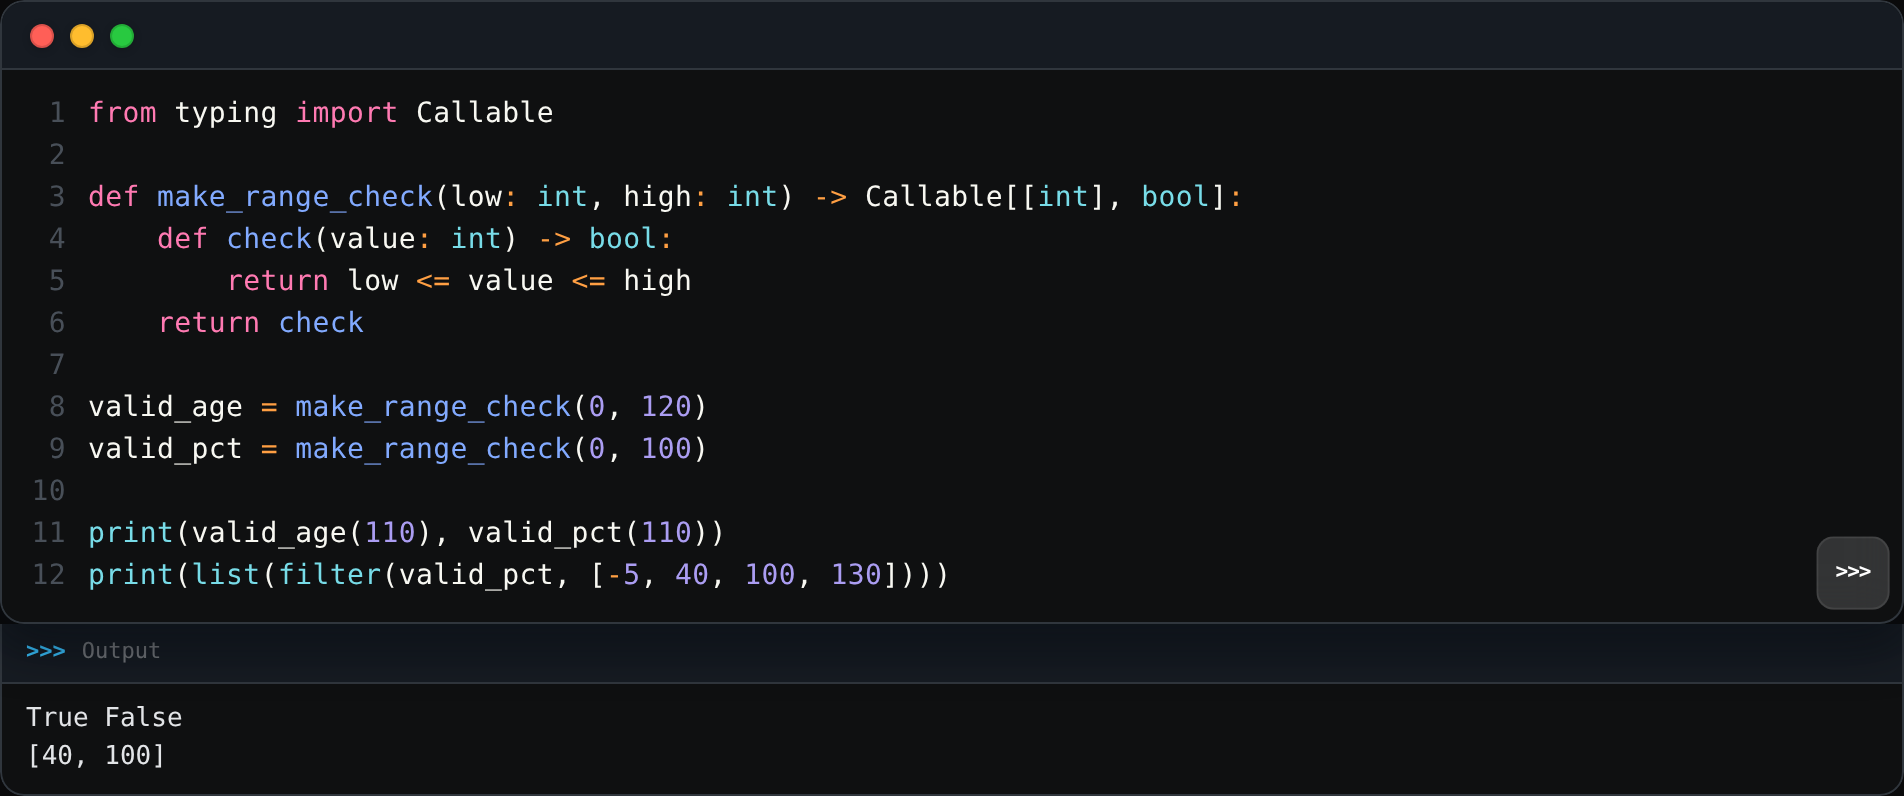 1 from typing import Callable
2
3 def make_range_check(low: int, high: int) -> Callable[[int], bool]:
4     def check(value: int) -> bool:
5         return low <= value <= high
6     return check
7
8 valid_age = make_range_check(0, 120)
9 valid_pct = make_range_check(0, 100)
10
11 print(valid_age(110), valid_pct(110))
12 print(list(filter(valid_pct, [-5, 40, 100, 130])))
>>>
>>> Output
True False
[40, 100]